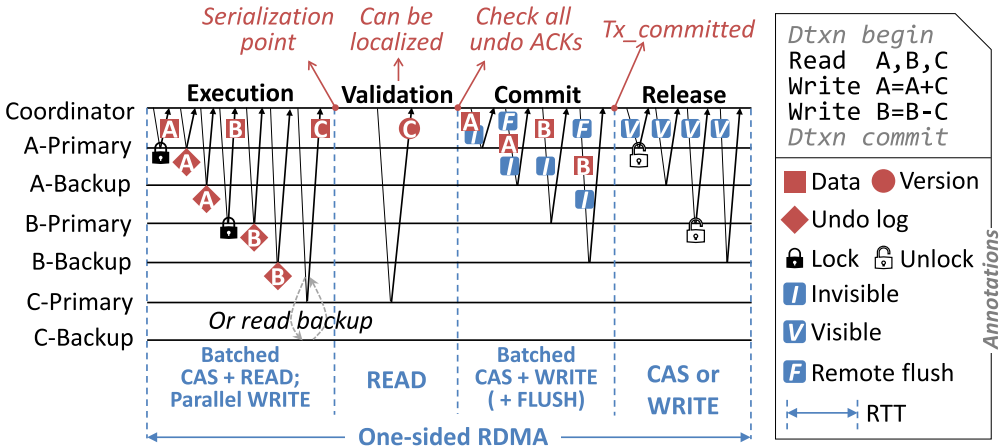 Serialization
point
Can be
localized
Check all
undo ACKs
Tx_committed
Execution
Validation
Commit
Release
Coordinator
A-Primary
A-Backup
B-Primary
B-Backup
C-Primary
C-Backup
A
B
C
A
A
B
B
C
A
I
F
A
I
B
I
F
B
I
V
V
V
V
Or read backup
Batched
CAS + READ;
Parallel WRITE
READ
Batched
CAS + WRITE
( + FLUSH)
CAS or
WRITE
One-sided RDMA
Dtxn begin
Read A,B,C
Write A=A+C
Write B=B-C
Dtxn commit
Data
Version
Undo log
Lock
Unlock
I Invisible
V Visible
F Remote flush
RTT
Annotations